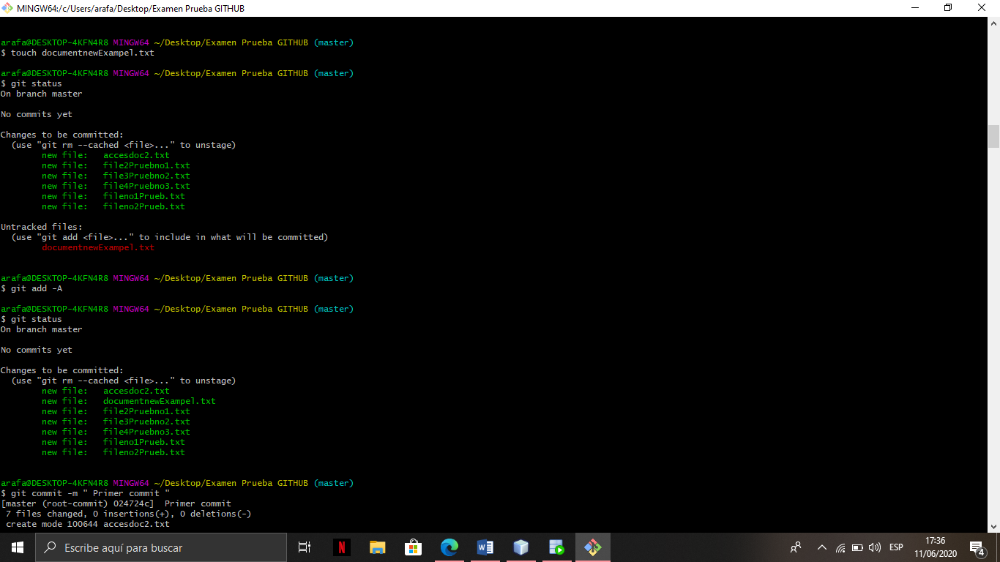 MINGW64:/c/Users/arafa/Desktop/Examen Prueba GITHUB
arafa@DESKTOP-4KFN4R8 MINGW64 ~/Desktop/Examen Prueba GITHUB (master)
$ touch documentnewExampel.txt
arafa@DESKTOP-4KFN4R8 MINGW64 ~/Desktop/Examen Prueba GITHUB (master)
$ git status
On branch master
No commits yet
Changes to be committed:
(use "git rm --cached <file>..." to unstage)
new file: accesdoc2.txt
new file: file2Pruebno1.txt
new file: file3Pruebno2.txt
new file: file4Pruebno3.txt
new file: fileno1Prueb.txt
new file: fileno2Prueb.txt
Untracked files:
(use "git add <file>..." to include in what will be committed)
documentnewExampel.txt
arafa@DESKTOP-4KFN4R8 MINGW64 ~/Desktop/Examen Prueba GITHUB (master)
$ git add -A
arafa@DESKTOP-4KFN4R8 MINGW64 ~/Desktop/Examen Prueba GITHUB (master)
$ git status
On branch master
No commits yet
Changes to be committed:
(use "git rm --cached <file>..." to unstage)
new file: accesdoc2.txt
new file: documentnewExampel.txt
new file: file2Pruebno1.txt
new file: file3Pruebno2.txt
new file: file4Pruebno3.txt
new file: fileno1Prueb.txt
new file: fileno2Prueb.txt
arafa@DESKTOP-4KFN4R8 MINGW64 ~/Desktop/Examen Prueba GITHUB (master)
$ git commit -m " Primer commit "
[master (root-commit) 024724c]  Primer commit
7 files changed, 0 insertions(+), 0 deletions(-)
create mode 100644 accesdoc2.txt
Escribe aquí para buscar
N
W
ESP
17:36
11/06/2020
4